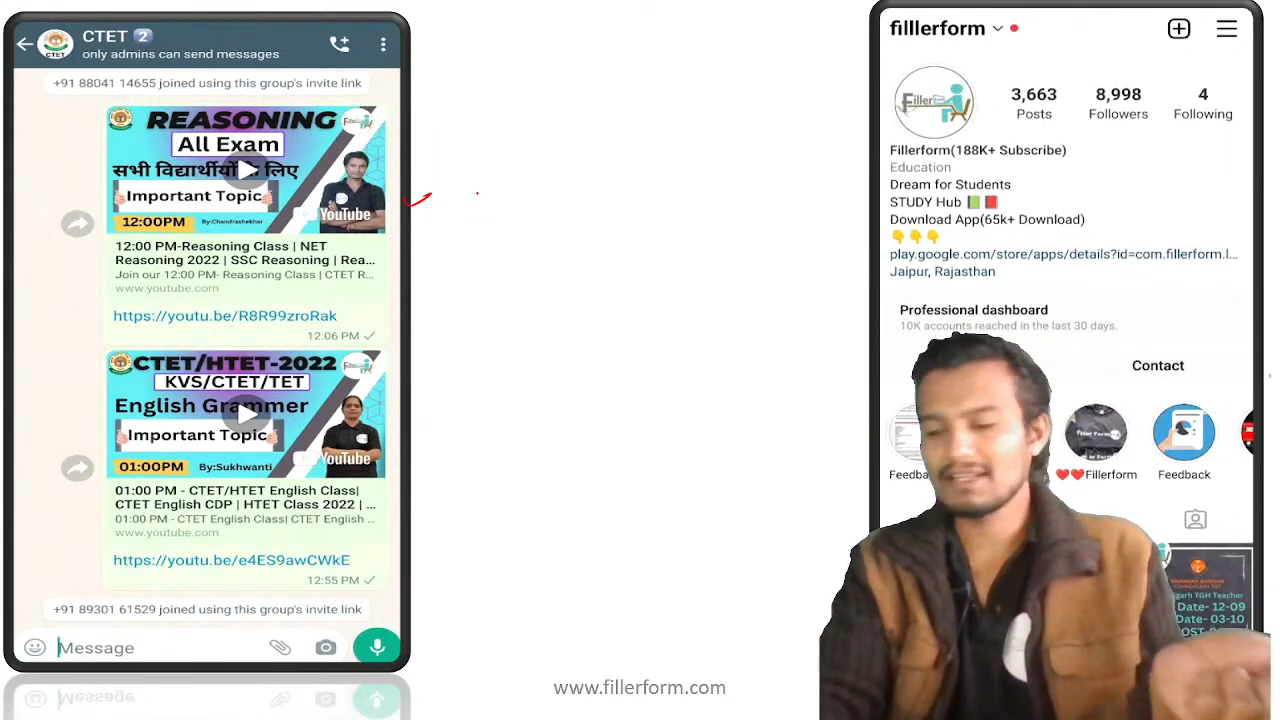 CTET 2
only admins can send messages
+91 88041 14655 joined using this group's invite link
REASONING
All Exam
सभी विद्यार्थीयों के लिए
Important Topic
12:00PM
By:Chandrashekhar
YouTube
12:00 PM-Reasoning Class | NET
Reasoning 2022 | SSC Reasoning | Rea...
Join our 12:00 PM- Reasoning Class | CTET R...
www.youtube.com
https://youtu.be/R8R99zroRak
12:06 PM
CTET/HTET-2022
KVS/CTET/TET
English Grammer
Important Topic
01:00PM
By:Sukhwanti
YouTube
01:00 PM - CTET/HTET English Class|
CTET English CDP | HTET Class 2022 | ...
01:00 PM - CTET English Class| CTET English ...
www.youtube.com
https://youtu.be/e4ES9awCWkE
12:55 PM
+91 89301 61529 joined using this group's invite link
Message
www.fillerform.com
filllerform
Filler
3,663
8,998
4
Posts
Followers
Following
Fillerform(188K+ Subscribe)
Education
Dream for Students
STUDY Hub 📗📕
Download App(65k+ Download)
👇👇👇
play.google.com/store/apps/details?id=com.fillerform.l...
Jaipur, Rajasthan
Professional dashboard
10K accounts reached in the last 30 days.
Contact
Feedba
❤️❤️Fillerform
Feedback
igarh TGH Teacher
Date- 12-09
Date- 03-10